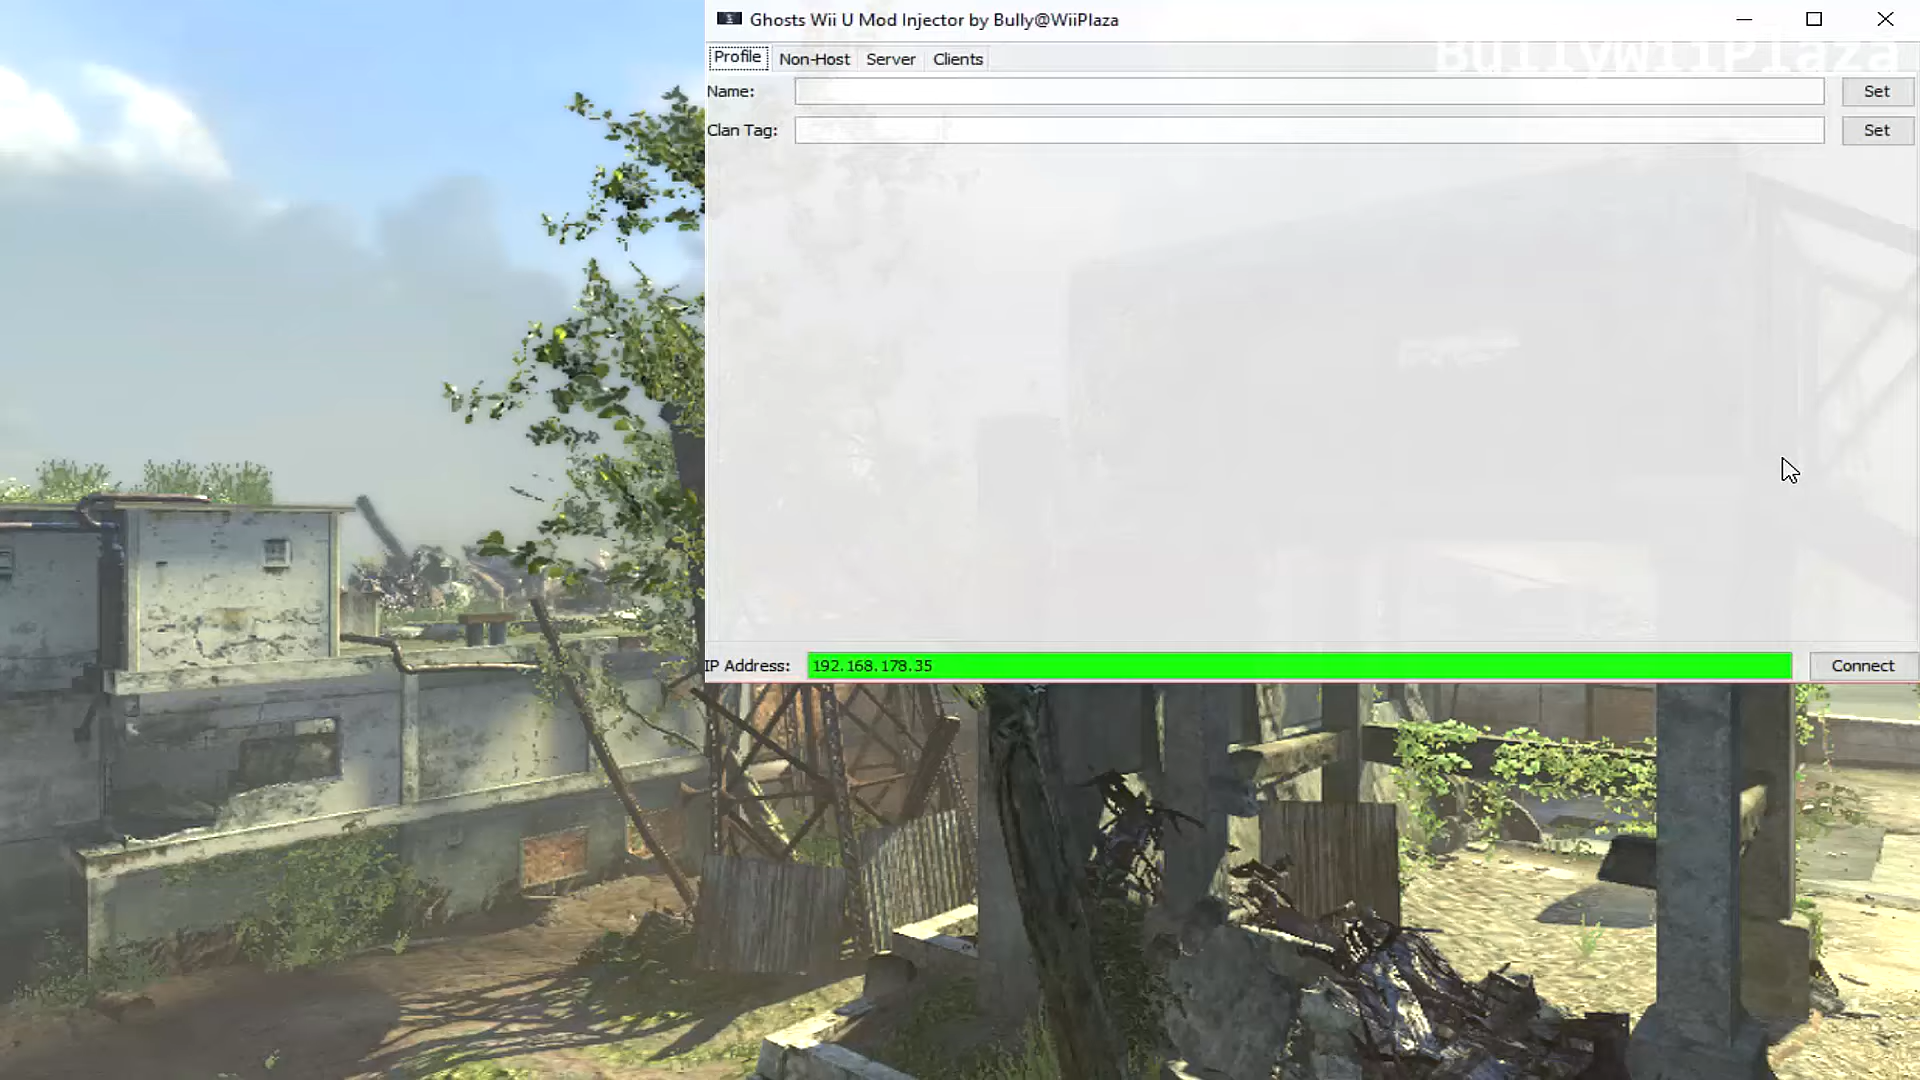 Ghosts Wii U Mod Injector by Bully@WiiPlaza
BullyWiiPlaza
Profile Non-Host Server Clients
Name: Set
Clan Tag: Set
IP Address: 192.168.178.35 Connect